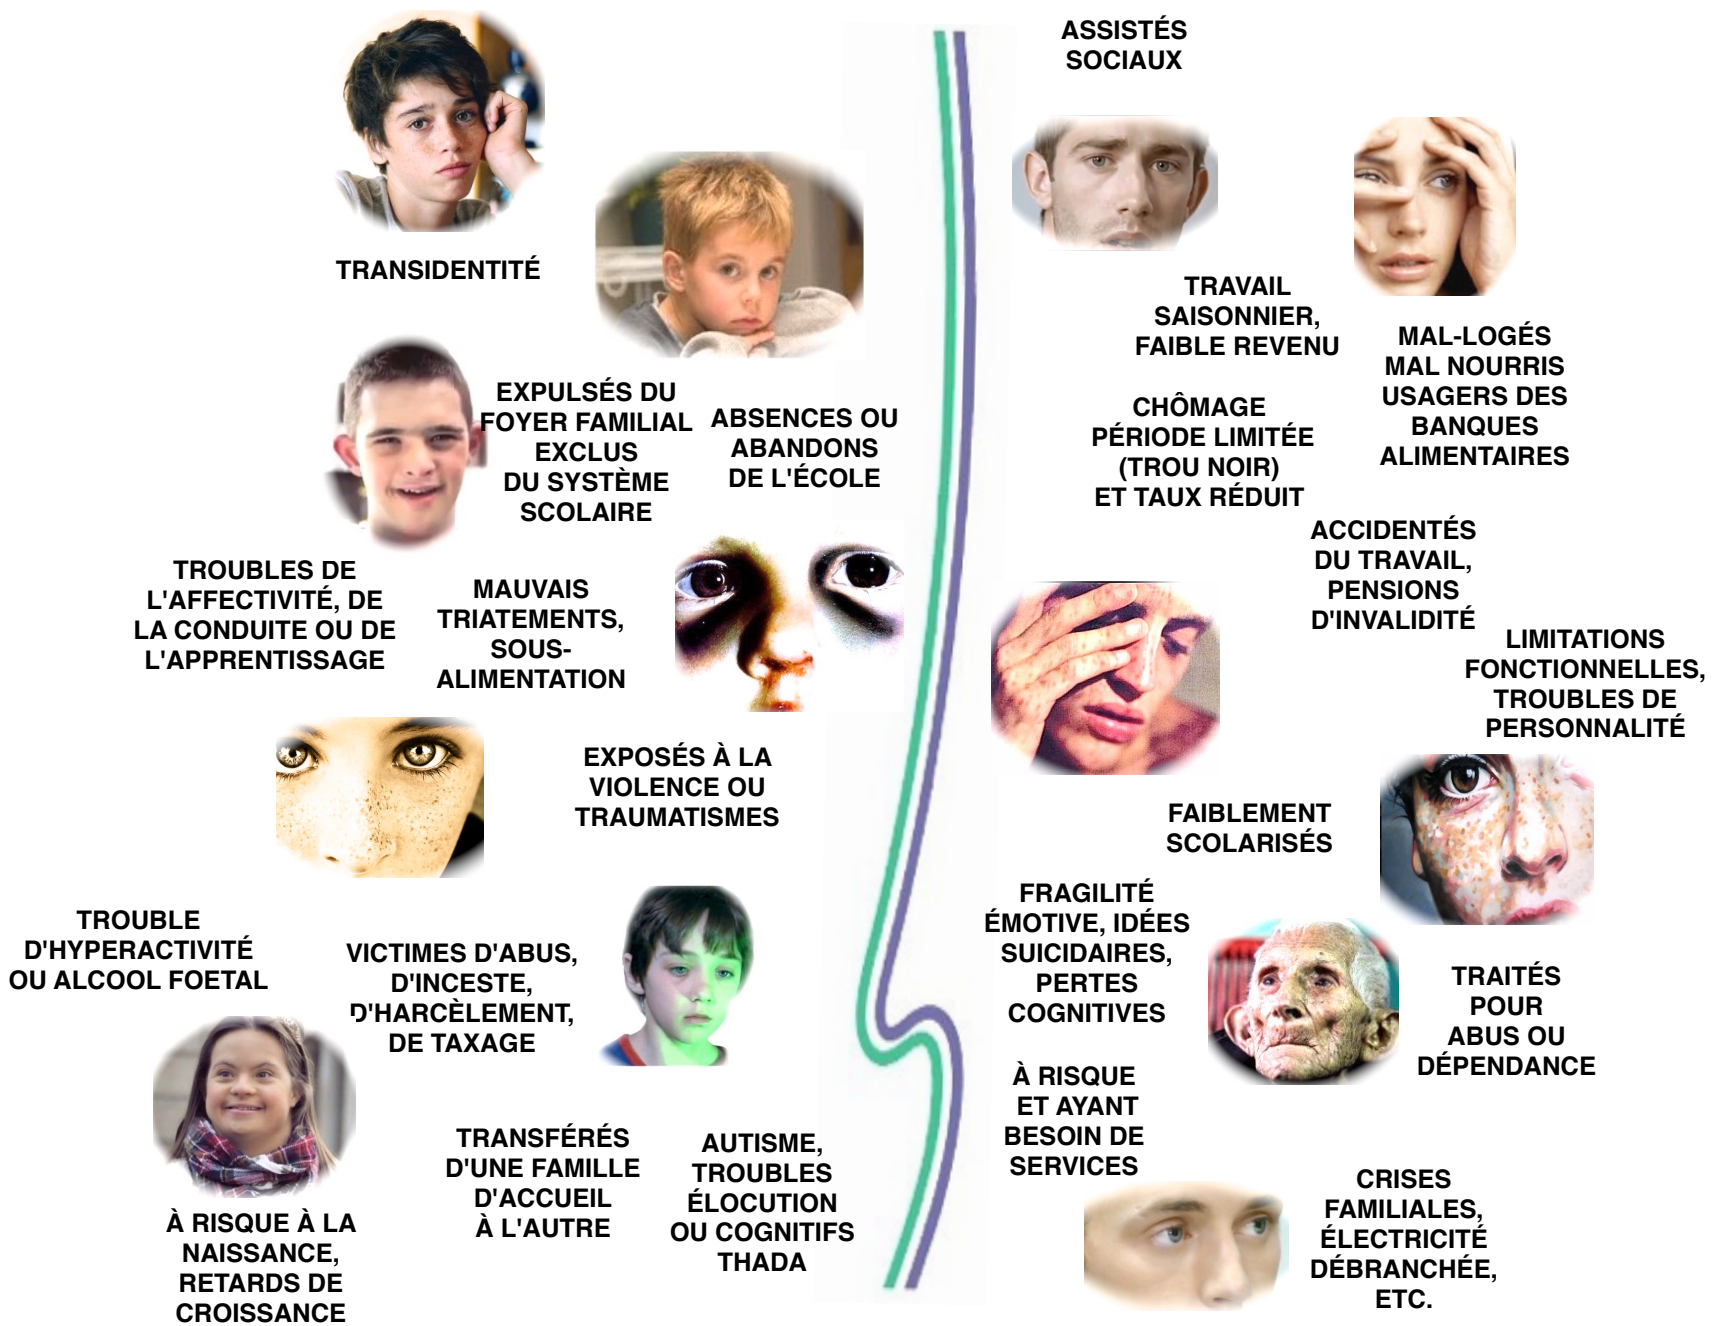 TRANSIDENTITÉ
EXPULSÉS DU
FOYER FAMILIAL
EXCLUS
DU SYSTÈME
SCOLAIRE
ABSENCES OU
ABANDONS
DE L'ÉCOLE
TROUBLES DE
L'AFFECTIVITÉ, DE
LA CONDUITE OU DE
L'APPRENTISSAGE
MAUVAIS
TRIATEMENTS,
SOUS-
ALIMENTATION
EXPOSÉS À LA
VIOLENCE OU
TRAUMATISMES
TROUBLE
D'HYPERACTIVITÉ
OU ALCOOL FOETAL
VICTIMES D'ABUS,
D'INCESTE,
D'HARCÈLEMENT,
DE TAXAGE
À RISQUE À LA
NAISSANCE,
RETARDS DE
CROISSANCE
TRANSFÉRÉS
D'UNE FAMILLE
D'ACCUEIL
À L'AUTRE
AUTISME,
TROUBLES
ÉLOCUTION
OU COGNITIFS
THADA
ASSISTÉS
SOCIAUX
TRAVAIL
SAISONNIER,
FAIBLE REVENU
MAL-LOGÉS
MAL NOURRIS
USAGERS DES
BANQUES
ALIMENTAIRES
CHÔMAGE
PÉRIODE LIMITÉE
(TROU NOIR)
ET TAUX RÉDUIT
ACCIDENTÉS
DU TRAVAIL,
PENSIONS
D'INVALIDITÉ
LIMITATIONS
FONCTIONNELLES,
TROUBLES DE
PERSONNALITÉ
FAIBLEMENT
SCOLARISÉS
FRAGILITÉ
ÉMOTIVE, IDÉES
SUICIDAIRES,
PERTES
COGNITIVES
TRAITÉS
POUR
ABUS OU
DÉPENDANCE
À RISQUE
ET AYANT
BESOIN DE
SERVICES
CRISES
FAMILIALES,
ÉLECTRICITÉ
DÉBRANCHÉE,
ETC.